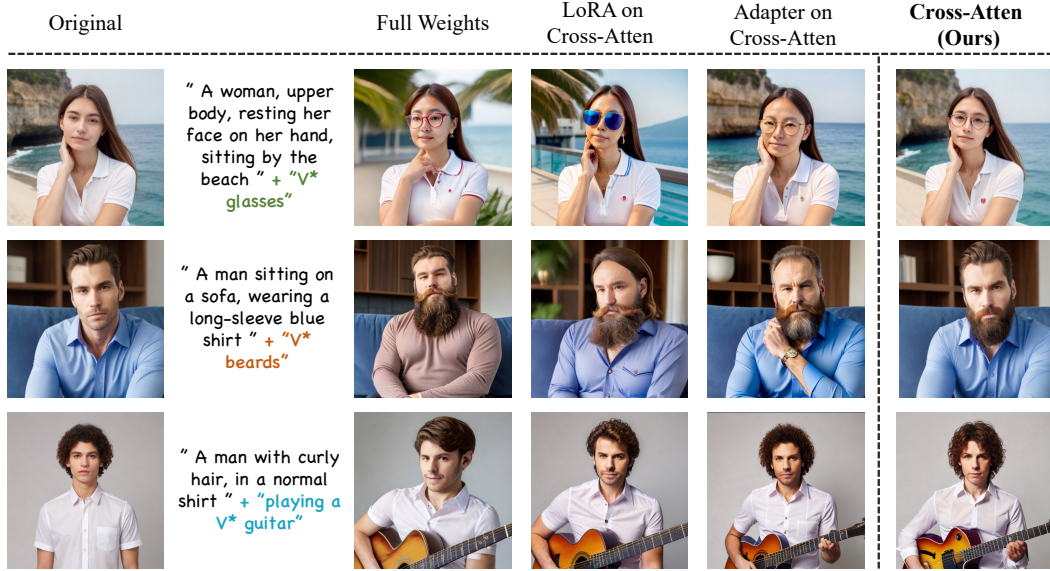 Original
Full Weights
LoRA on
Cross-Atten
Adapter on
Cross-Atten
Cross-Atten
(Ours)
" A woman, upper
body, resting her
face on her hand,
sitting by the
beach " + "V*
glasses"
" A man sitting on
a sofa, wearing a
long-sleeve blue
shirt " + "V*
beards"
" A man with curly
hair, in a normal
shirt " + "playing a
V* guitar"